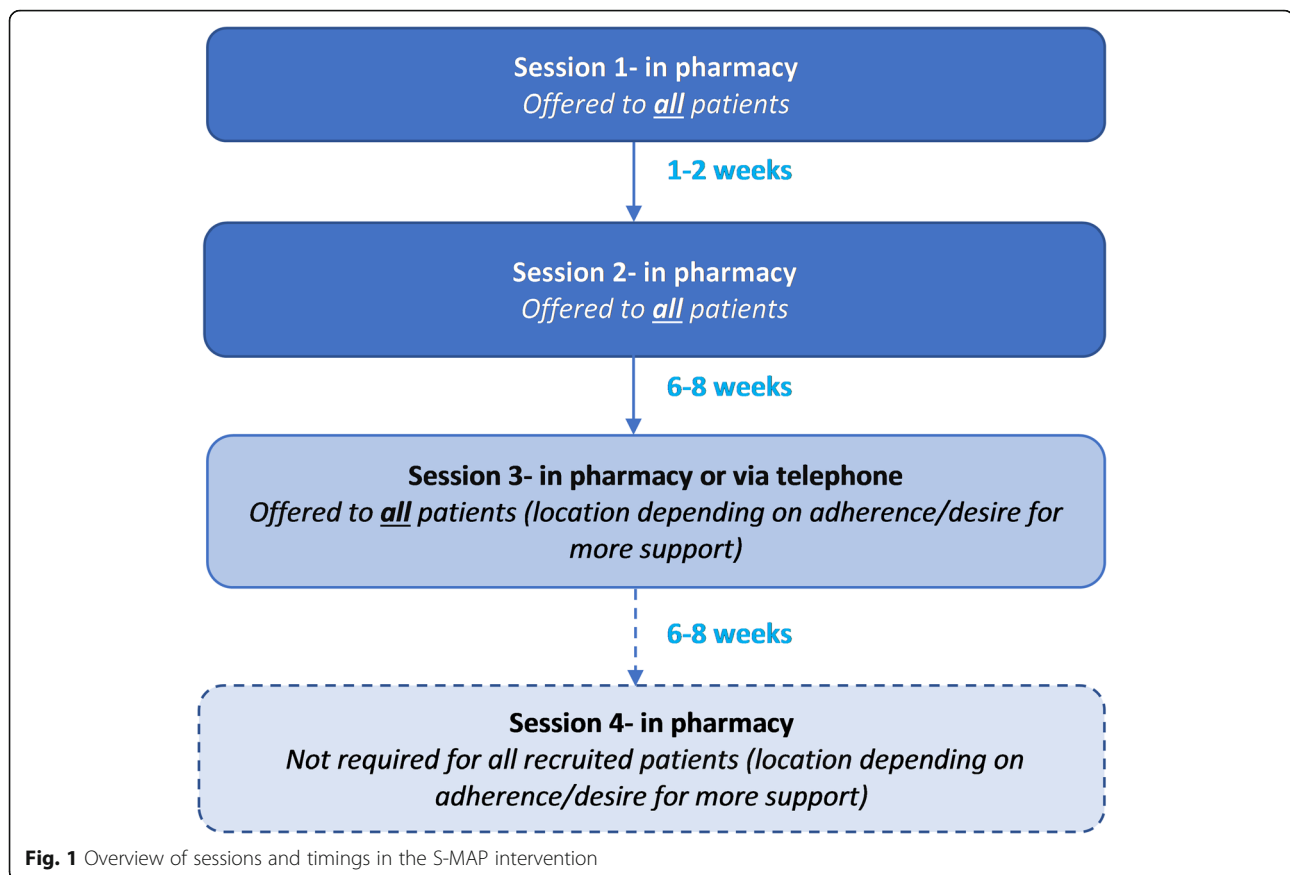 Session 1- in pharmacy
Offered to all patients
1-2 weeks
Session 2- in pharmacy
Offered to all patients
6-8 weeks
Session 3- in pharmacy or via telephone
Offered to all patients (location depending on adherence/desire for
more support)
6-8 weeks
Session 4- in pharmacy
Not required for all recruited patients (location depending on
adherence/desire for more support)
Fig. 1 Overview of sessions and timings in the S-MAP intervention